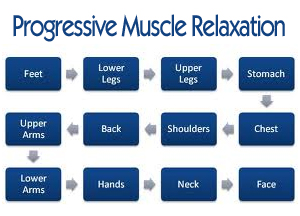 Progressive Muscle Relaxation
Feet
Lower
Legs
Upper
Legs
Stomach
Chest
Shoulders
Back
Upper
Arms
Lower
Arms
Hands
Neck
Face